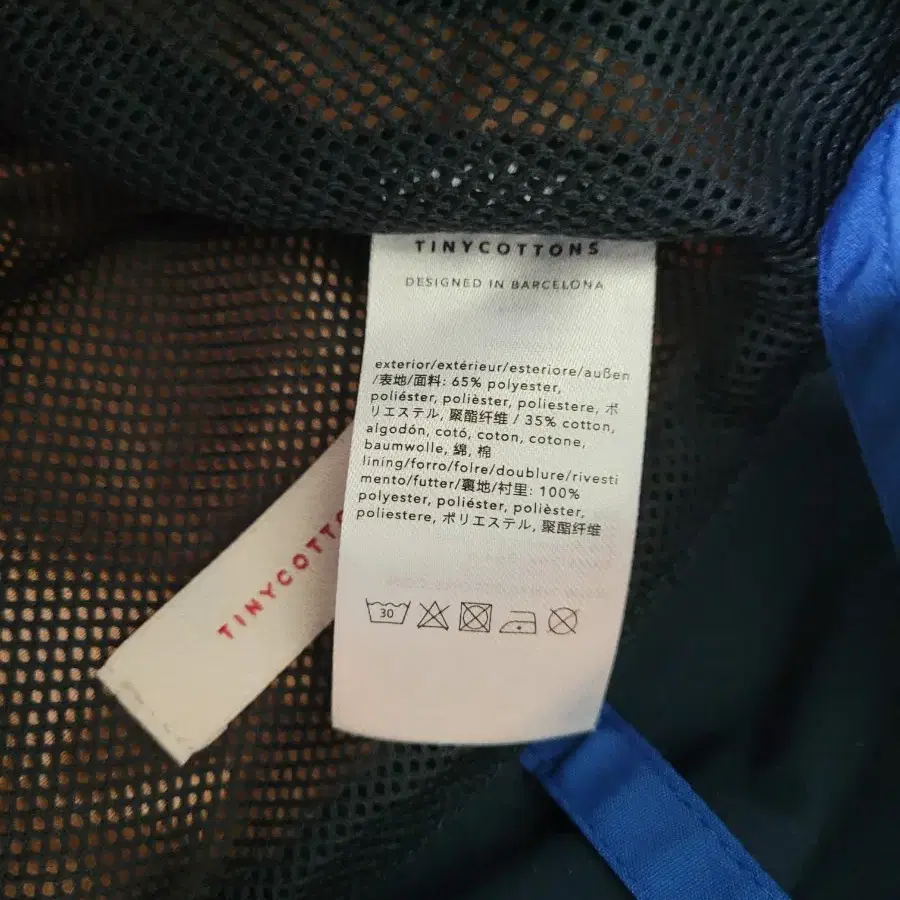 TINYCOTTONS
DESIGNED IN BARCELONA
exterior/extérieur/esteriore/außen
/表地/面料: 65% polyester,
poliéster, polièster, poliestere, ポ
リエステル, 聚酯纤维 / 35% cotton,
algodón, cotó, coton, cotone,
baumwolle, 綿, 棉
lining/forro/folre/doublure/rivesti
mento/futter/裏地/衬里: 100%
polyester, poliéster, polièster,
poliestere, ポリエステル, 聚酯纤维
30
TINYCOTTO